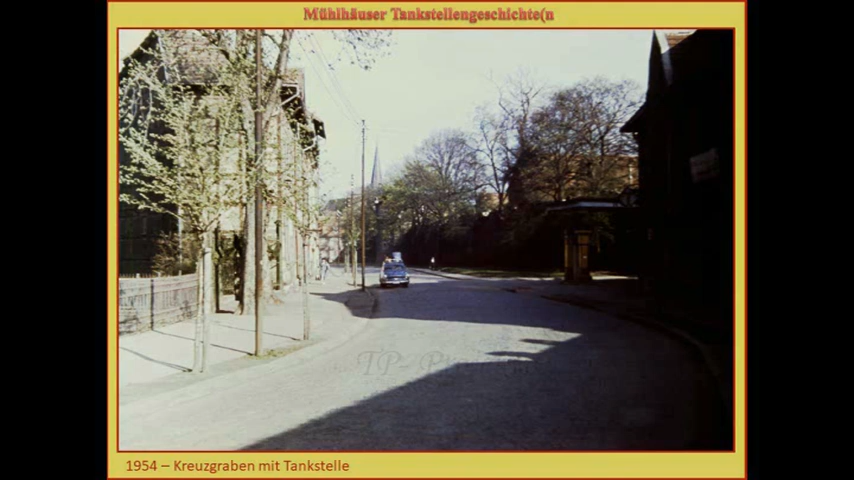 Mühlhäuser Tankstellengeschichte(n
1954 – Kreuzgraben mit Tankstelle